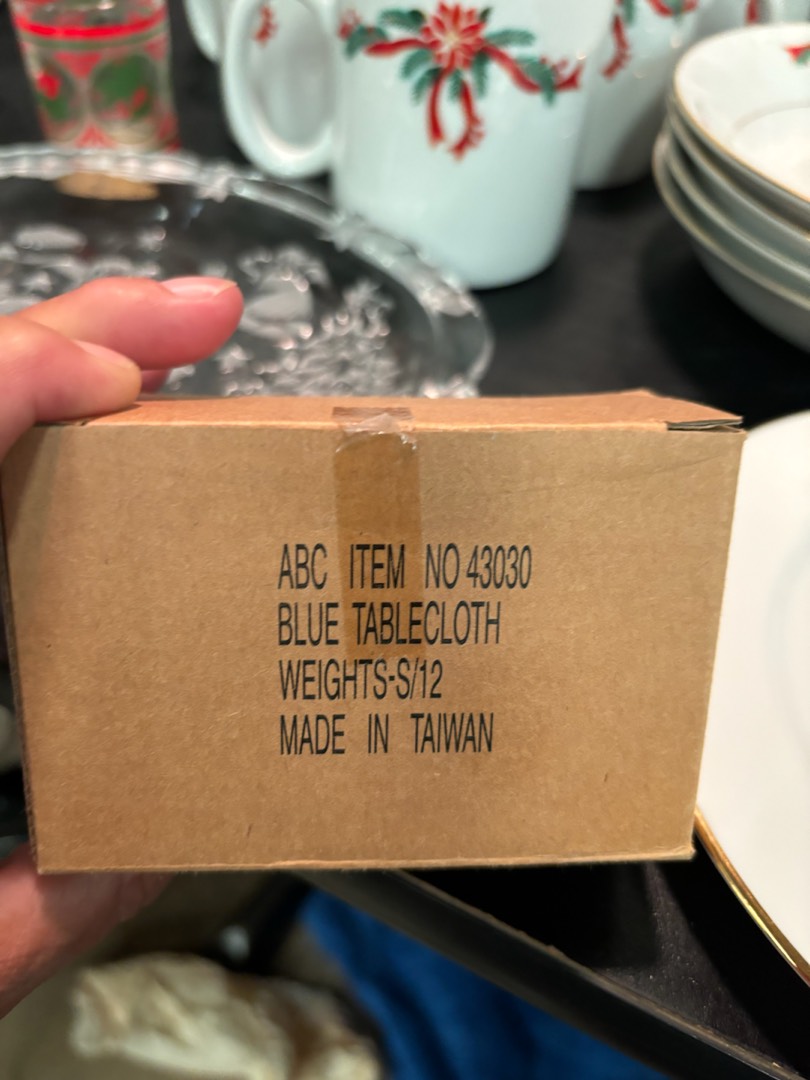 ABC ITEM NO 43030
BLUE TABLECLOTH
WEIGHTS-S/12
MADE IN TAIWAN